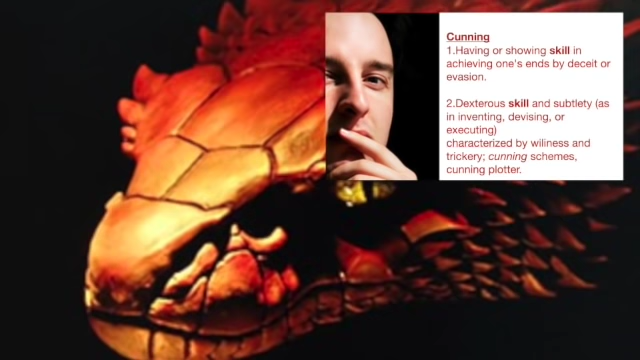 Cunning
1.Having or showing skill in
achieving one's ends by deceit or
evasion.
2.Dexterous skill and subtlety (as
in inventing, devising, or
executing)
characterized by wiliness and
trickery; cunning schemes,
cunning plotter.